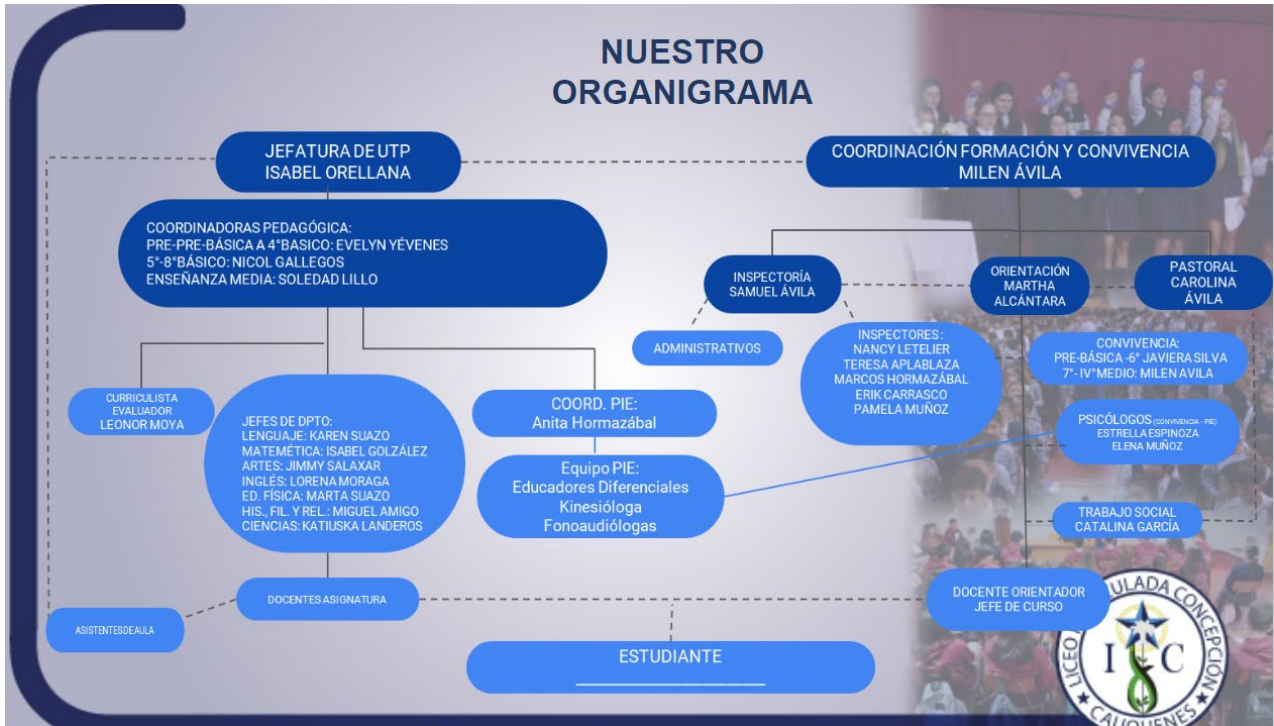 NUESTRO
ORGANIGRAMA
JEFATURA DE UTP
ISABEL ORELLANA
COORDINACIÓN FORMACIÓN Y CONVIVENCIA
MILEN ÁVILA
COORDINADORAS PEDAGÓGICA:
PRE-PRE-BÁSICA A 4°BASICO: EVELYN YÉVENES
5°-8°BÁSICO: NICOL GALLEGOS
ENSEÑANZA MEDIA: SOLEDAD LILLO
INSPECTORÍA
SAMUEL ÁVILA
ORIENTACIÓN
MARTHA
ALCÁNTARA
PASTORAL
CAROLINA
ÁVILA
ADMINISTRATIVOS
INSPECTORES :
NANCY LETELIER
TERESA APLABLAZA
MARCOS HORMAZÁBAL
ERIK CARRASCO
PAMELA MUÑOZ
CONVIVENCIA:
PRE-BÁSICA -6° JAVIERA SILVA
7°- IV°MEDIO: MILEN AVILA
CURRICULISTA
EVALUADOR
LEONOR MOYA
JEFES DE DPTO:
LENGUAJE: KAREN SUAZO
MATEMÉTICA: ISABEL GOLZÁLEZ
ARTES: JIMMY SALAXAR
INGLÉS: LORENA MORAGA
ED. FÍSICA: MARTA SUAZO
HIS., FIL. Y REL.: MIGUEL AMIGO
CIENCIAS: KATIUSKA LANDEROS
COORD. PIE:
Anita Hormazábal
PSICÓLOGOS (CONVIVENCIA - PIE)
ESTRELLA ESPINOZA
ELENA MUÑOZ
Equipo PIE:
Educadores Diferenciales
Kinesióloga
Fonoaudiólogas
TRABAJO SOCIAL
CATALINA GARCÍA
DOCENTES ASIGNATURA
DOCENTE ORIENTADOR
JEFE DE CURSO
ASISTENTES DE AULA
ESTUDIANTE
LICEO
ULADA CONCEPCIÓN
I C
CAUQUENES